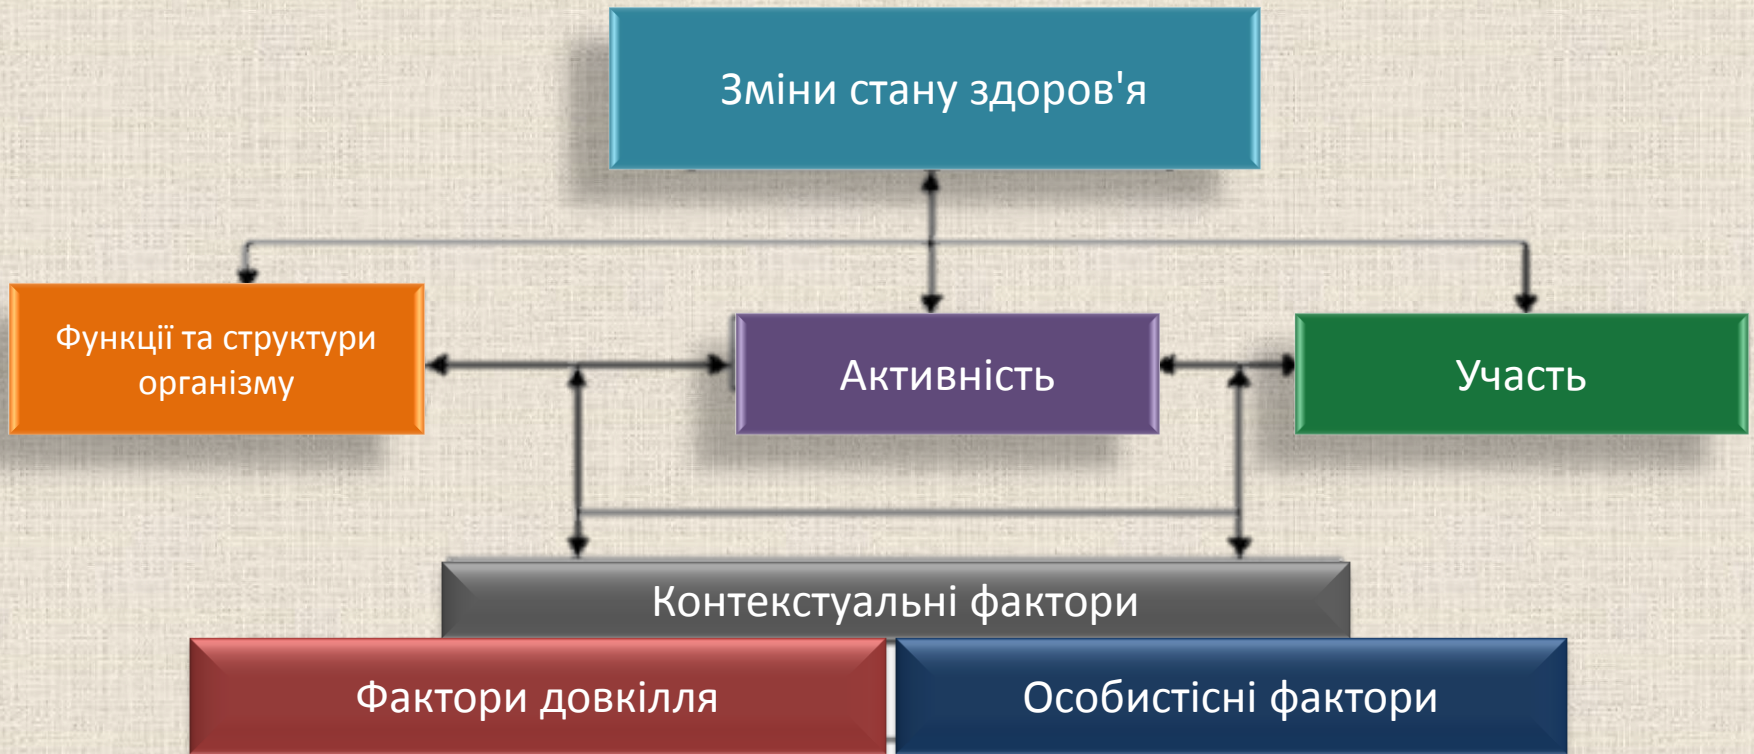 Зміни стану здоров'я
Функції та структури
організму
Активність
Участь
Контекстуальні фактори
Фактори довкілля
Особистісні фактори